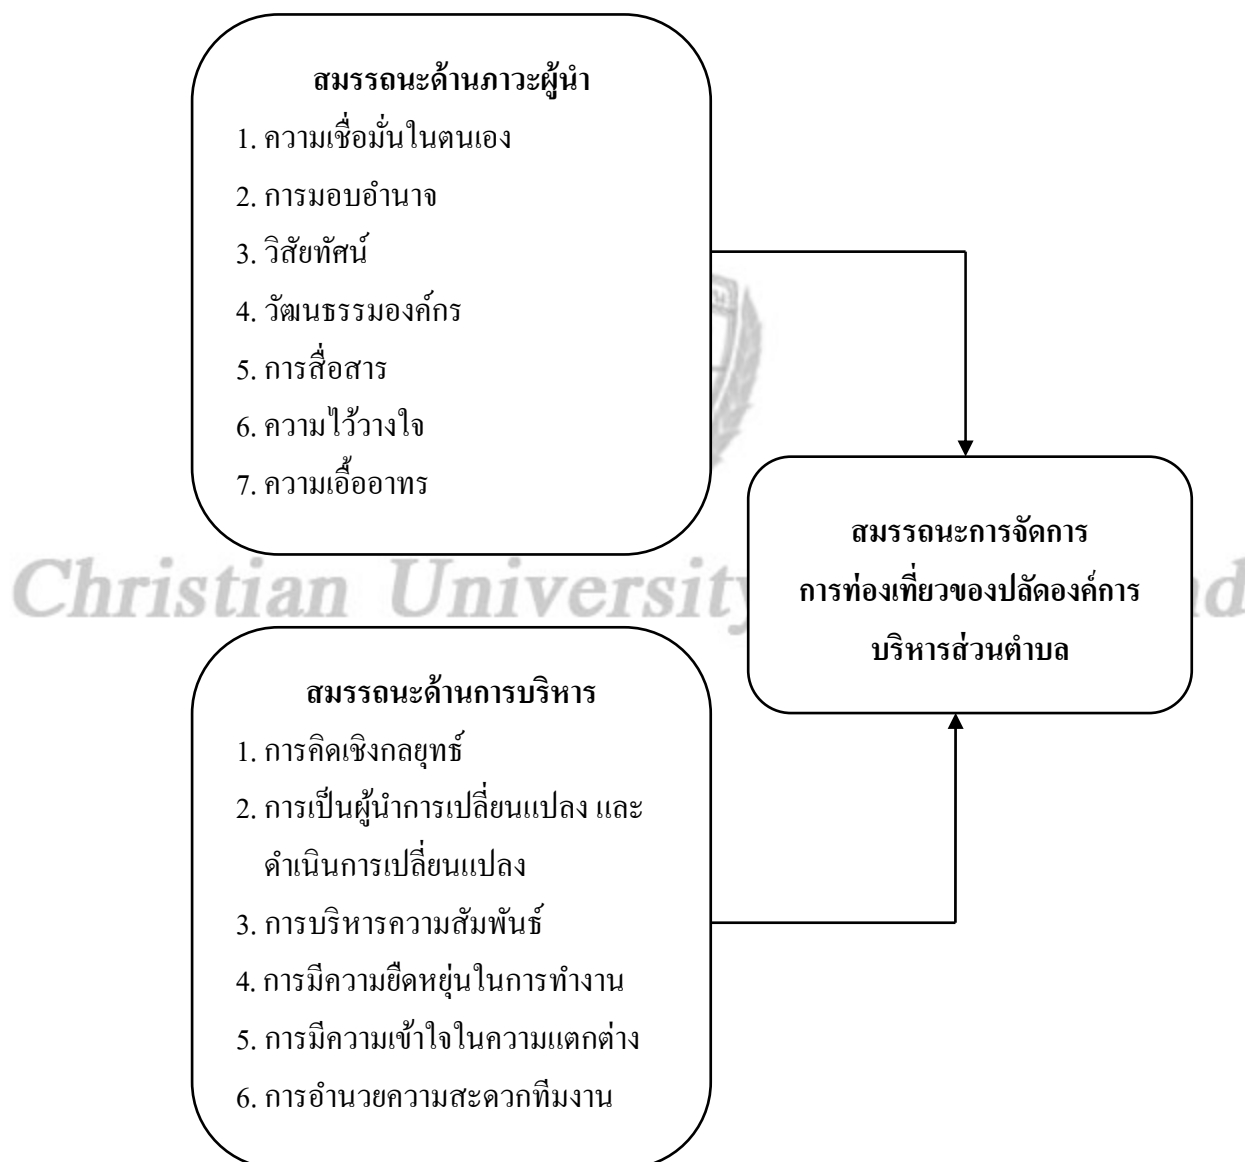 สมรรถนะด้านภาวะผู้นำ
1. ความเชื่อมั่นในตนเอง
2. การมอบอำนาจ
3. วิสัยทัศน์
4. วัฒนธรรมองค์กร
5. การสื่อสาร
6. ความไว้วางใจ
7. ความเอื้ออาทร
สมรรถนะการจัดการ
การท่องเที่ยวของปลัดองค์การ
บริหารส่วนตำบล
Christian University
สมรรถนะด้านการบริหาร
1. การคิดเชิงกลยุทธ์
2. การเป็นผู้นำการเปลี่ยนแปลง และ
ดำเนินการเปลี่ยนแปลง
3. การบริหารความสัมพันธ์
4. การมีความยืดหยุ่นในการทำงาน
5. การมีความเข้าใจในความแตกต่าง
6. การอำนวยความสะดวกทีมงาน